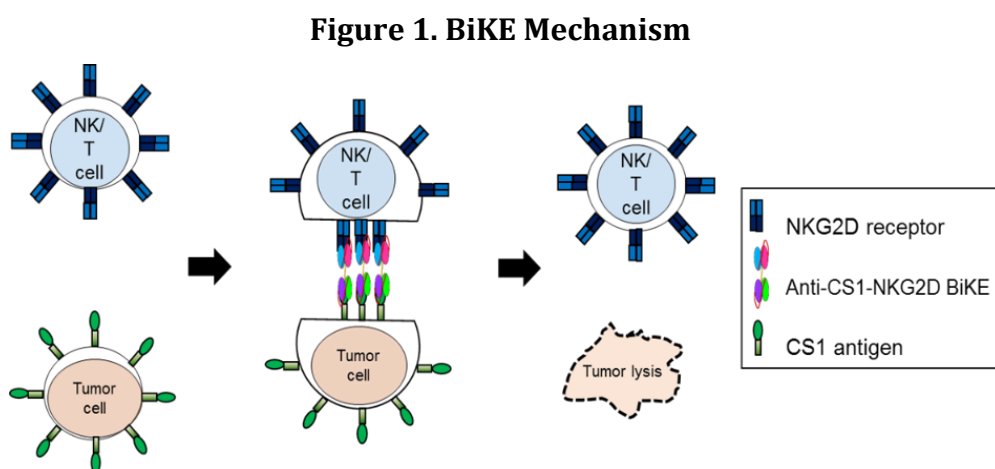 Figure 1. BiKE Mechanism
NK/
T
cell
NK/
T
cell
NK/
T
cell
Tumor
cell
Tumor
cell
Tumor lysis
NKG2D receptor
Anti-CS1-NKG2D BiKE
CS1 antigen